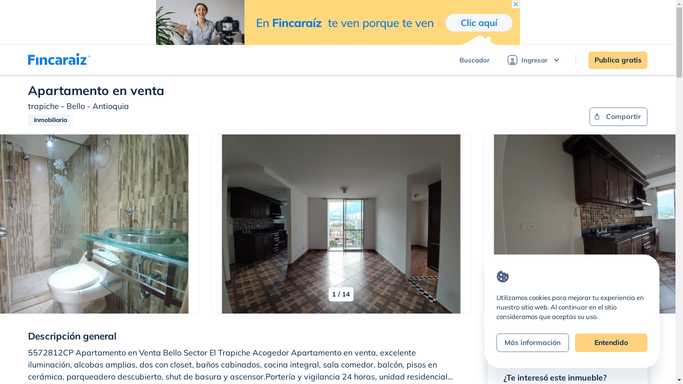 En Fincaraíz te ven porque te ven
Clic aquí
Fincaraiz
Buscador
Ingresar
Publica gratis
Apartamento en venta
trapiche - Bello - Antioquia
Inmobiliaria
Compartir
1 / 14
Utilizamos cookies para mejorar tu experiencia en
nuestro sitio web. Al continuar en el sitio
consideramos que aceptas su uso.
Más información
Entendido
Descripción general
5572812CP Apartamento en Venta Bello Sector El Trapiche Acogedor Apartamento en venta, excelente
iluminación, alcobas amplias, dos con closet, baños cabinados, cocina integral, sala comedor, balcón, pisos en
cerámica, parqueadero descubierto, shut de basura y ascensor.Portería y vigilancia 24 horas, unidad residencial...
¿Te interesó este inmueble?